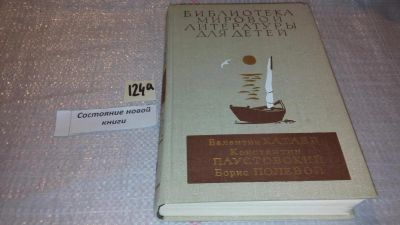 БИБЛИОТЕКА
МИРОВОЙ
ЛИТЕРАТУРЫ
ДЛЯ ДЕТЕЙ
124а
Состояние новой
книги
Валентин КАТАЕВ
Константин
ПАУСТОВСКИЙ
Борис ПОЛЕВОЙ